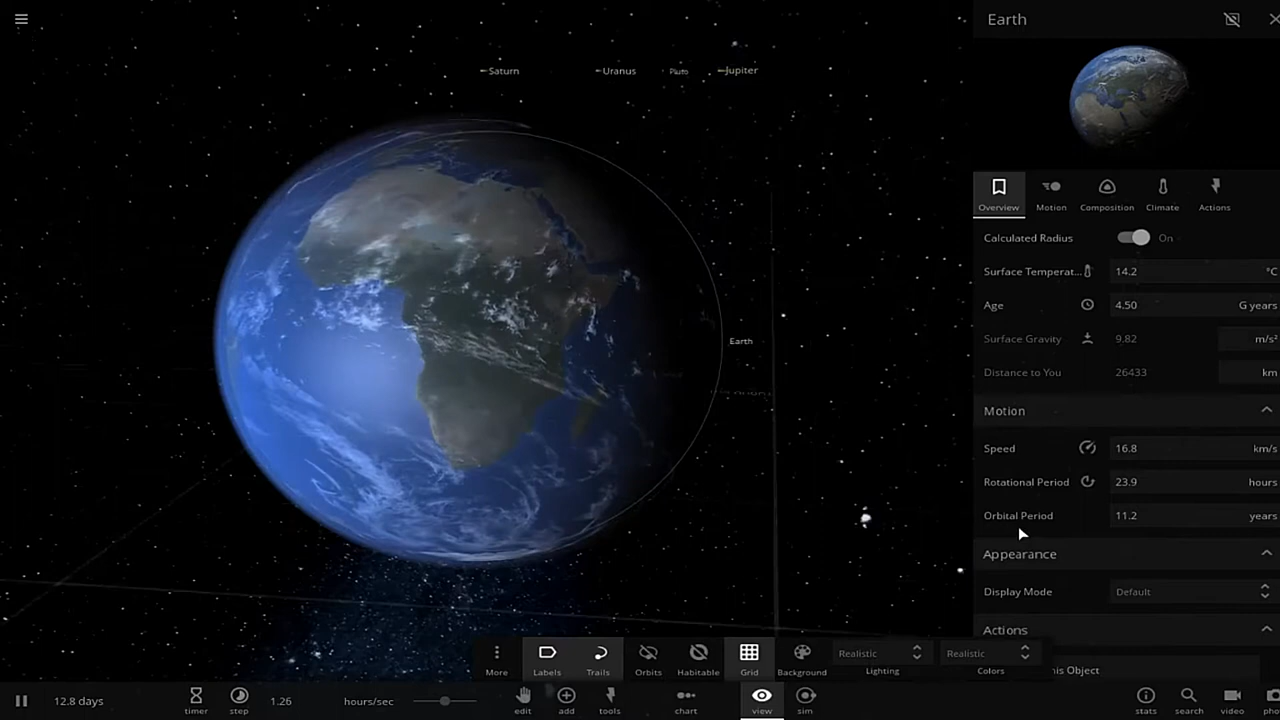 Earth
Saturn
Uranus
Pluto
Jupiter
Earth
Overview
Motion
Composition
Climate
Actions
Calculated Radius On
Surface Temperat... 14.2 °C
Age 4.50 G years
Surface Gravity 9.82 m/s²
Distance to You 26433 km
Motion
Speed 16.8 km/s
Rotational Period 23.9 hours
Orbital Period 11.2 years
Appearance
Display Mode Default
Actions
his Object
More
Labels
Trails
Orbits
Habitable
Grid
Background
Realistic
Lighting
Realistic
Colors
12.8 days
timer
step
1.26 hours/sec
edit
add
tools
chart
view
sim
stats
search
video
pho